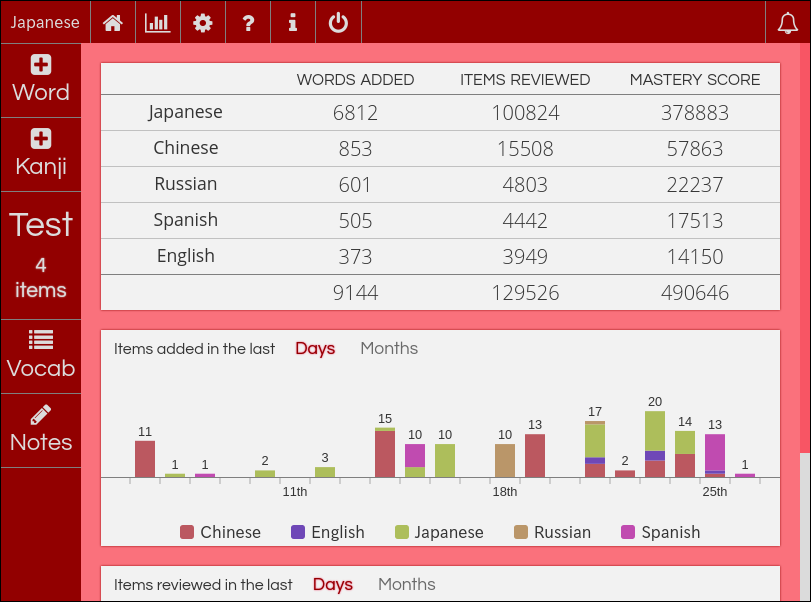 Japanese
Word
Kanji
Test
4
items
Vocab
Notes
WORDS ADDED ITEMS REVIEWED MASTERY SCORE
Japanese 6812 100824 378883
Chinese 853 15508 57863
Russian 601 4803 22237
Spanish 505 4442 17513
English 373 3949 14150
9144 129526 490646
Items added in the last Days Months
11 1 1 2 3 15 10 10 10 13 17 2 20 14 13 1
11th 18th 25th
Chinese English Japanese Russian Spanish
Items reviewed in the last Days Months